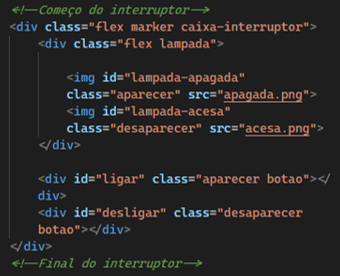 <!--Começo do interruptor-->
<div class="flex marker caixa-interruptor">
<div class="flex lampada">
<img id="lampada-apagada"
class="aparecer" src="apagada.png">
<img id="lampada-acesa"
class="desaparecer" src="acesa.png">
</div>
<div id="ligar" class="aparecer botao"></
div>
<div id="desligar" class="desaparecer
botao"></div>
</div>
<!--Final do interruptor-->